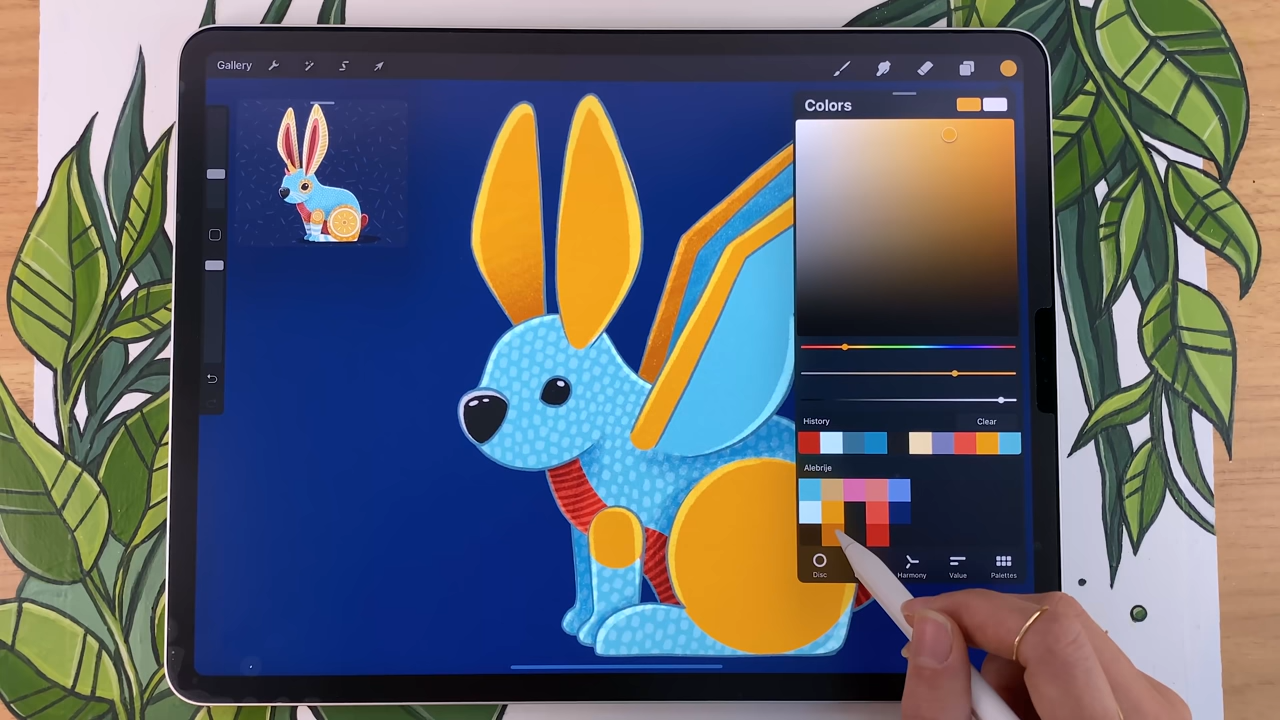 Gallery
Colors
History
Clear
Alebrije
Disc
Harmony
Value
Palettes